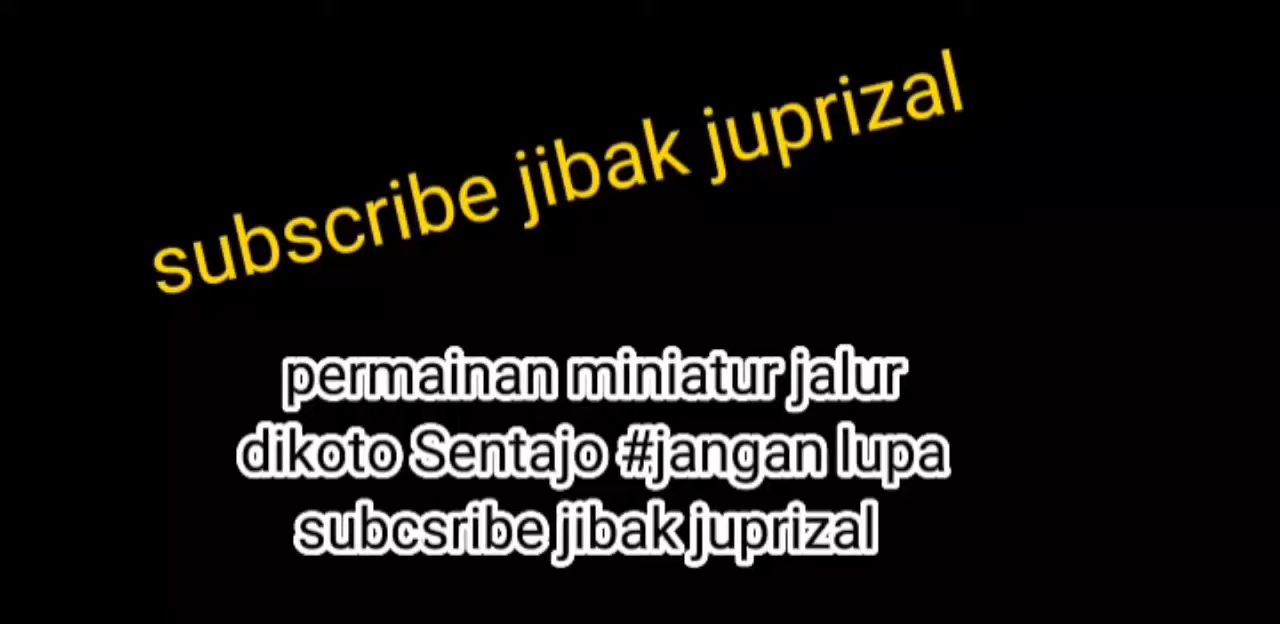 subscribe jibak juprizal
permainan miniatur jalur
dikoto Sentajo #jangan lupa
subcsribe jibak juprizal